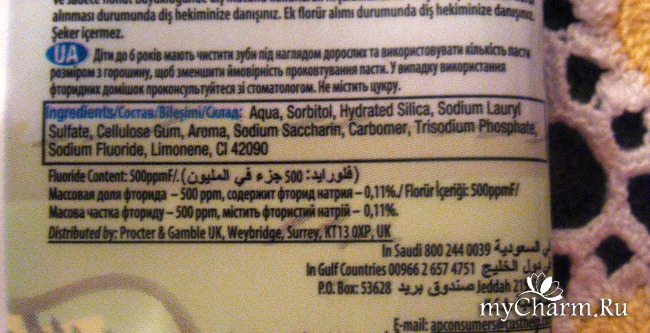 alınması durumunda diş hekiminize danışınız. Ek florür alımı durumunda diş hekiminize danışınız.
Şeker içermez.
UA Діти до 6 років мають чистити зуби під наглядом дорослих та використовувати кількість пасти
розміром з горошину, щоб зменшити ймовірність проковтування пасти. У випадку використання
фторидних домішок проконсультуйтеся зі стоматологом. Не містить цукру.
Ingredients/Состав/Bileşimi/Склад: Aqua, Sorbitol, Hydrated Silica, Sodium Lauryl
Sulfate, Cellulose Gum, Aroma, Sodium Saccharin, Carbomer, Trisodium Phosphate,
Sodium Fluoride, Limonene, CI 42090
Fluoride Content: 500ppmF/. (فلورايد: 500 جزء في المليون)
Массовая доля фторида – 500 ppm, содержит фторид натрия – 0,11%./ Florür İçeriği: 500ppmF/
Масова частка фториду – 500 ppm, містить фтористий натрій – 0,11%.
Distributed by: Procter & Gamble UK, Weybridge, Surrey, KT13 0XP, UK
In Saudi 800 244 0039 في السعودية
In Gulf Countries 00966 2 657 4751 في دول الخليج
P.O. Box: 53628 صندوق بريد Jeddah
E-mail:
myCharm.Ru